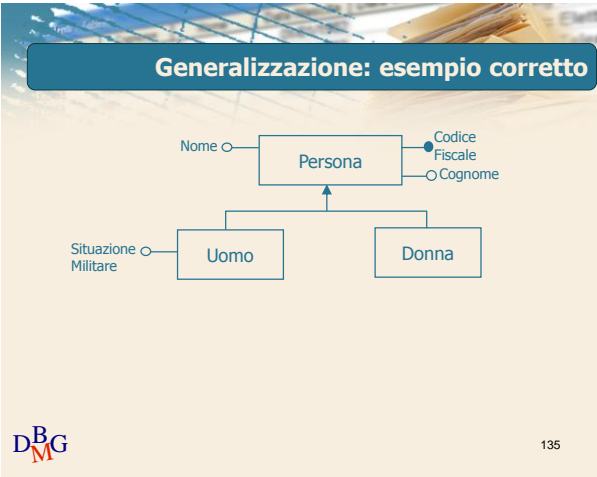 Generalizzazione: esempio corretto
Nome
Persona
Codice
Fiscale
Cognome
Situazione
Militare
Uomo
Donna
DBMG
135